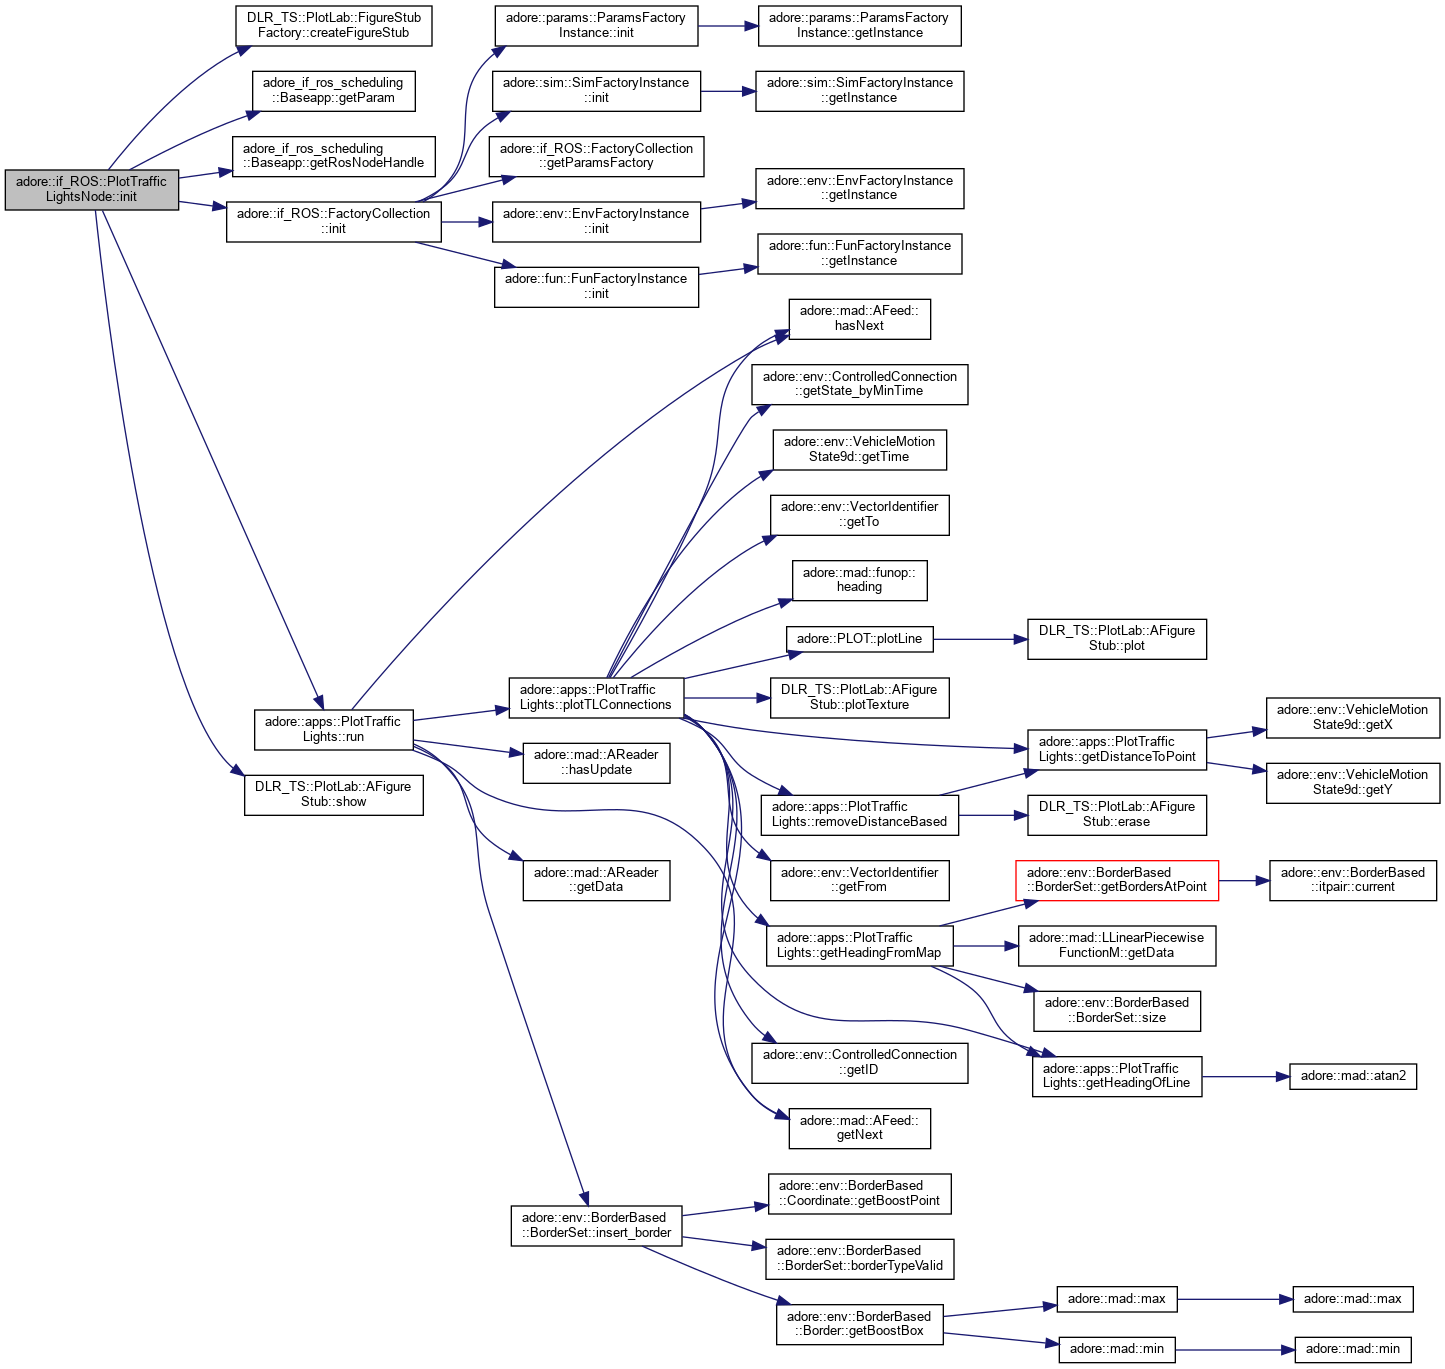 adore::if_ROS::PlotTraffic
LightsNode::init
DLR_TS::PlotLab::FigureStub
Factory::createFigureStub
adore_if_ros_scheduling
::Baseapp::getParam
adore_if_ros_scheduling
::Baseapp::getRosNodeHandle
adore::if_ROS::FactoryCollection
::init
adore::apps::PlotTraffic
Lights::run
DLR_TS::PlotLab::AFigure
Stub::show
adore::params::ParamsFactory
Instance::init
adore::sim::SimFactoryInstance
::init
adore::if_ROS::FactoryCollection
::getParamsFactory
adore::env::EnvFactoryInstance
::init
adore::fun::FunFactoryInstance
::init
adore::params::ParamsFactory
Instance::getInstance
adore::sim::SimFactoryInstance
::getInstance
adore::env::EnvFactoryInstance
::getInstance
adore::fun::FunFactoryInstance
::getInstance
adore::apps::PlotTraffic
Lights::plotTLConnections
adore::mad::AReader
::hasUpdate
adore::mad::AReader
::getData
adore::env::BorderBased
::BorderSet::insert_border
adore::mad::AFeed::
hasNext
adore::env::ControlledConnection
::getState_byMinTime
adore::env::VehicleMotion
State9d::getTime
adore::env::VectorIdentifier
::getTo
adore::mad::funop::
heading
adore::PLOT::plotLine
DLR_TS::PlotLab::AFigure
Stub::plotTexture
adore::apps::PlotTraffic
Lights::removeDistanceBased
adore::env::VectorIdentifier
::getFrom
adore::apps::PlotTraffic
Lights::getHeadingFromMap
adore::env::ControlledConnection
::getID
adore::mad::AFeed::
getNext
adore::env::BorderBased
::Coordinate::getBoostPoint
adore::env::BorderBased
::BorderSet::borderTypeValid
adore::env::BorderBased
::Border::getBoostBox
DLR_TS::PlotLab::AFigure
Stub::plot
adore::apps::PlotTraffic
Lights::getDistanceToPoint
DLR_TS::PlotLab::AFigure
Stub::erase
adore::env::BorderBased
::BorderSet::getBordersAtPoint
adore::mad::LLinearPiecewise
FunctionM::getData
adore::env::BorderBased
::BorderSet::size
adore::apps::PlotTraffic
Lights::getHeadingOfLine
adore::mad::max
adore::mad::min
adore::env::VehicleMotion
State9d::getX
adore::env::VehicleMotion
State9d::getY
adore::env::BorderBased
::itpair::current
adore::mad::atan2
adore::mad::max
adore::mad::min